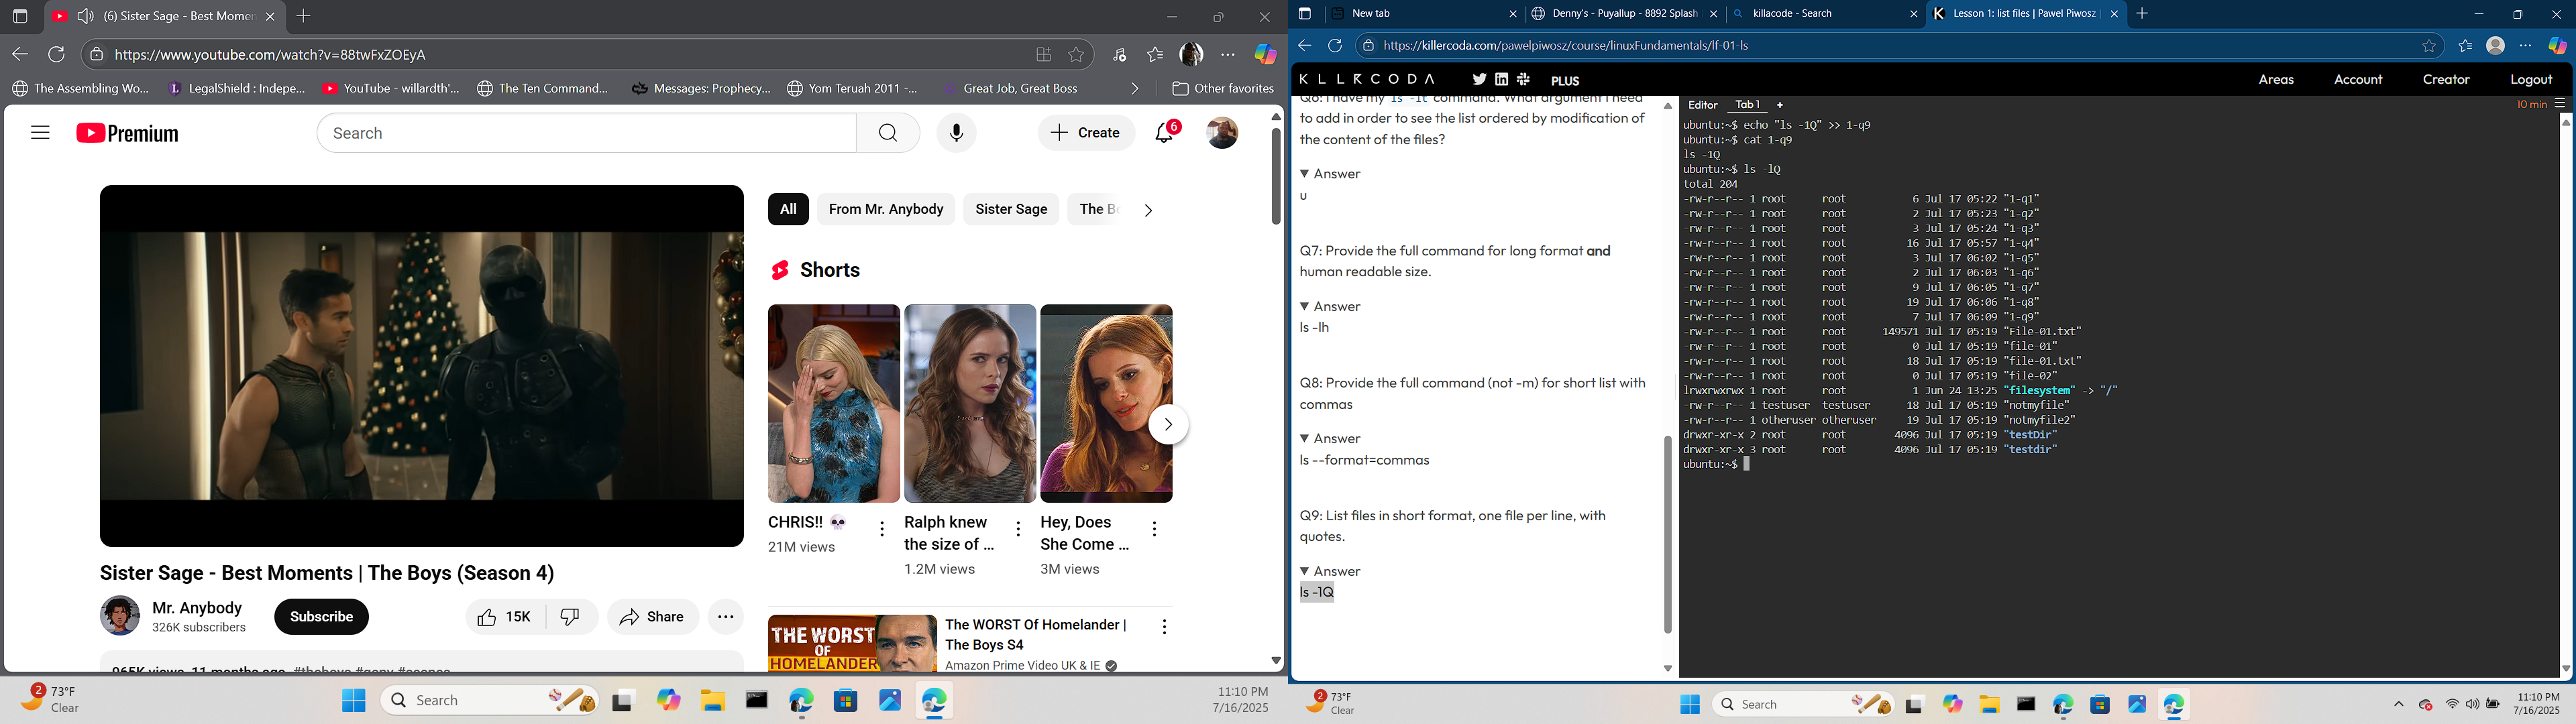 (6) Sister Sage - Best Momen
https://www.youtube.com/watch?v=88twFxZOEyA
The Assembling Wo...
LegalShield : Indepe...
YouTube - willardth'...
The Ten Command...
Messages: Prophecy...
Yom Teruah 2011 -...
Great Job, Great Boss
Other favorites
Premium
Search
Create
6
All
From Mr. Anybody
Sister Sage
The Bo
Shorts
CHRIS!! 💀
21M views
Ralph knew
the size of ...
1.2M views
Hey, Does
She Come ...
3M views
Sister Sage - Best Moments | The Boys (Season 4)
Mr. Anybody
326K subscribers
Subscribe
15K
Share
THE WORST
OF
HOMELANDER
The WORST Of Homelander |
The Boys S4
Amazon Prime Video UK & IE
965K views 11 months ago #theboys #genv #scenes
2
73°F
Clear
Search
11:10 PM
7/16/2025
New tab
Denny's - Puyallup - 8892 Splash
killacode - Search
Lesson 1: list files | Pawel Piwosz |
https://killercoda.com/pawelpiwosz/course/linuxFundamentals/lf-01-ls
KLLRCODA
PLUS
Areas
Account
Creator
Logout
Q6: I have my ls -lt command. What argument I need
to add in order to see the list ordered by modification of
the content of the files?
Answer
u
Q7: Provide the full command for long format and
human readable size.
Answer
ls -lh
Q8: Provide the full command (not -m) for short list with
commas
Answer
ls --format=commas
Q9: List files in short format, one file per line, with
quotes.
Answer
ls -1Q
Editor
Tab 1
+
10 min
ubuntu:~$ echo "ls -1Q" >> 1-q9
ubuntu:~$ cat 1-q9
ls -1Q
ubuntu:~$ ls -lQ
total 204
-rw-r--r-- 1 root root 6 Jul 17 05:22 "1-q1"
-rw-r--r-- 1 root root 2 Jul 17 05:23 "1-q2"
-rw-r--r-- 1 root root 3 Jul 17 05:24 "1-q3"
-rw-r--r-- 1 root root 16 Jul 17 05:57 "1-q4"
-rw-r--r-- 1 root root 3 Jul 17 06:02 "1-q5"
-rw-r--r-- 1 root root 2 Jul 17 06:03 "1-q6"
-rw-r--r-- 1 root root 9 Jul 17 06:05 "1-q7"
-rw-r--r-- 1 root root 19 Jul 17 06:06 "1-q8"
-rw-r--r-- 1 root root 7 Jul 17 06:09 "1-q9"
-rw-r--r-- 1 root root 149571 Jul 17 05:19 "File-01.txt"
-rw-r--r-- 1 root root 0 Jul 17 05:19 "file-01"
-rw-r--r-- 1 root root 18 Jul 17 05:19 "file-01.txt"
-rw-r--r-- 1 root root 0 Jul 17 05:19 "file-02"
lrwxrwxrwx 1 root root 1 Jun 24 13:25 "filesystem" -> "/"
-rw-r--r-- 1 testuser testuser 18 Jul 17 05:19 "notmyfile"
-rw-r--r-- 1 otheruser otheruser 19 Jul 17 05:19 "notmyfile2"
drwxr-xr-x 2 root root 4096 Jul 17 05:19 "testDir"
drwxr-xr-x 3 root root 4096 Jul 17 05:19 "testdir"
ubuntu:~$
2
73°F
Clear
Search
11:10 PM
7/16/2025